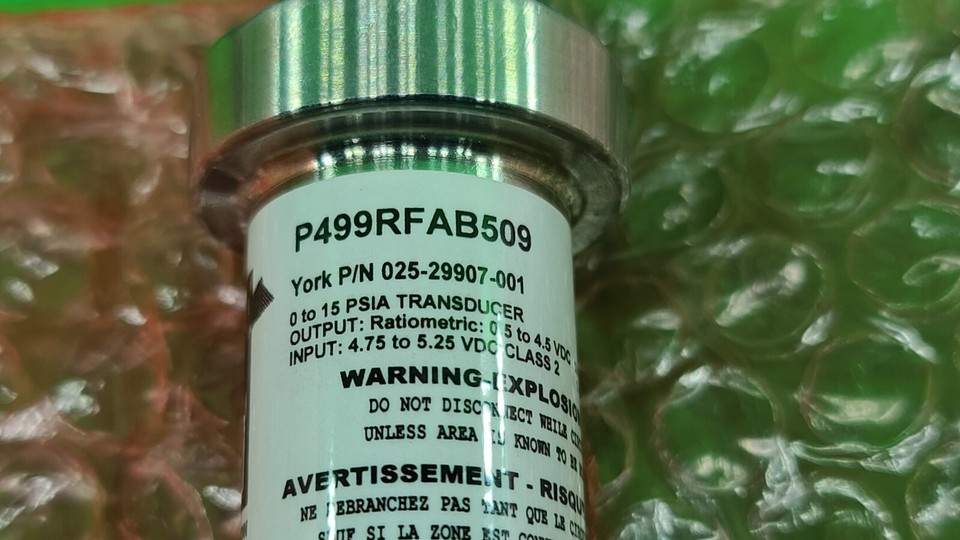 P499RFAB509
York P/N 025-29907-001
0 to 15 PSIA TRANSDUCER
OUTPUT: Ratiometric: 0.5 to 4.5 VDC
INPUT: 4.75 to 5.25 VDC CLASS 2
WARNING-EXPLOSIO
DO NOT DISCONNECT WHILE
UNLESS AREA IS KNOWN TO
AVERTISSEMENT - RISQU
NE DEBRANCHEZ PAS TANT QUE LE
SAUF SI LA ZONE EST